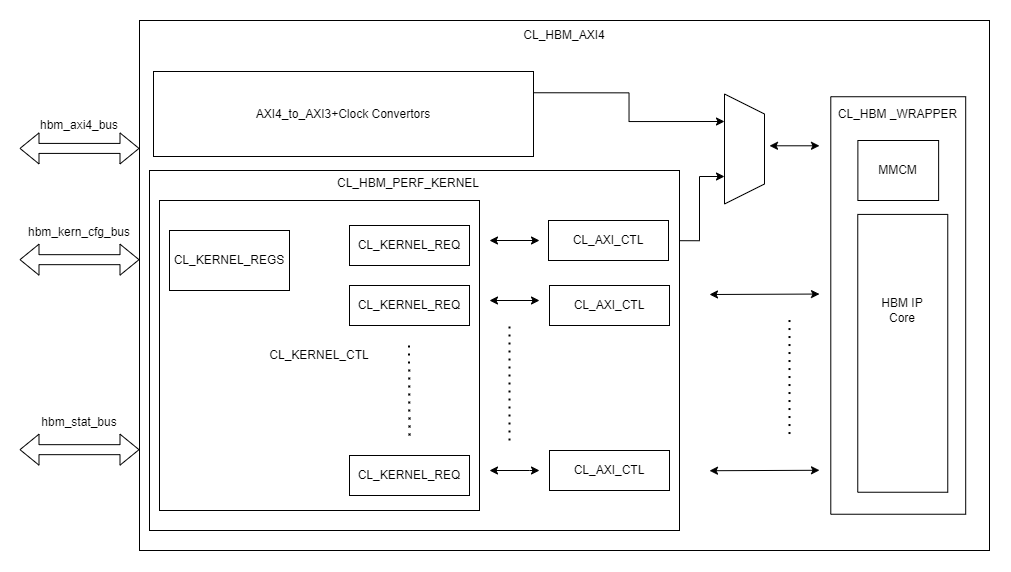 CL_HBM_AXI4
AXI4_to_AXI3+Clock Convertors
hbm_axi4_bus
CL_HBM _WRAPPER
MMCM
CL_HBM_PERF_KERNEL
hbm_kern_cfg_bus
CL_KERNEL_REGS
CL_KERNEL_REQ
CL_AXI_CTL
CL_KERNEL_REQ
CL_AXI_CTL
HBM IP
Core
CL_KERNEL_CTL
hbm_stat_bus
CL_KERNEL_REQ
CL_AXI_CTL